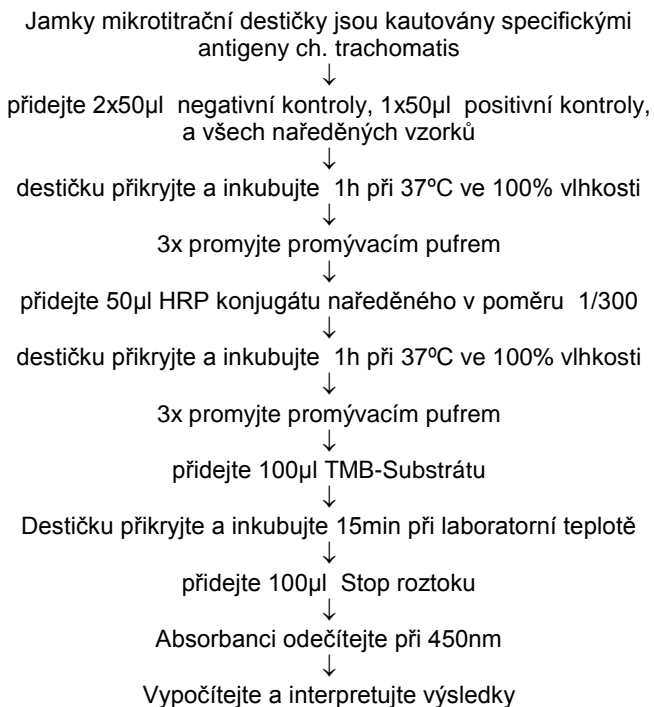 Jamky mikrotitrační destičky jsou kautovány specifickými
antigeny ch. trachomatis
↓
přidejte 2x50µl negativní kontroly, 1x50µl positivní kontroly,
a všech naředěných vzorků
↓
destičku přikryjte a inkubujte 1h při 37ºC ve 100% vlhkosti
↓
3x promyjte promývacím pufrem
↓
přidejte 50µl HRP konjugátu naředěného v poměru 1/300
↓
destičku přikryjte a inkubujte 1h při 37ºC ve 100% vlhkosti
↓
3x promyjte promývacím pufrem
↓
přidejte 100µl TMB-Substrátu
↓
Destičku přikryjte a inkubujte 15min při laboratorní teplotě
↓
přidejte 100µl Stop roztoku
↓
Absorbanci odečítejte při 450nm
↓
Vypočítejte a interpretujte výsledky